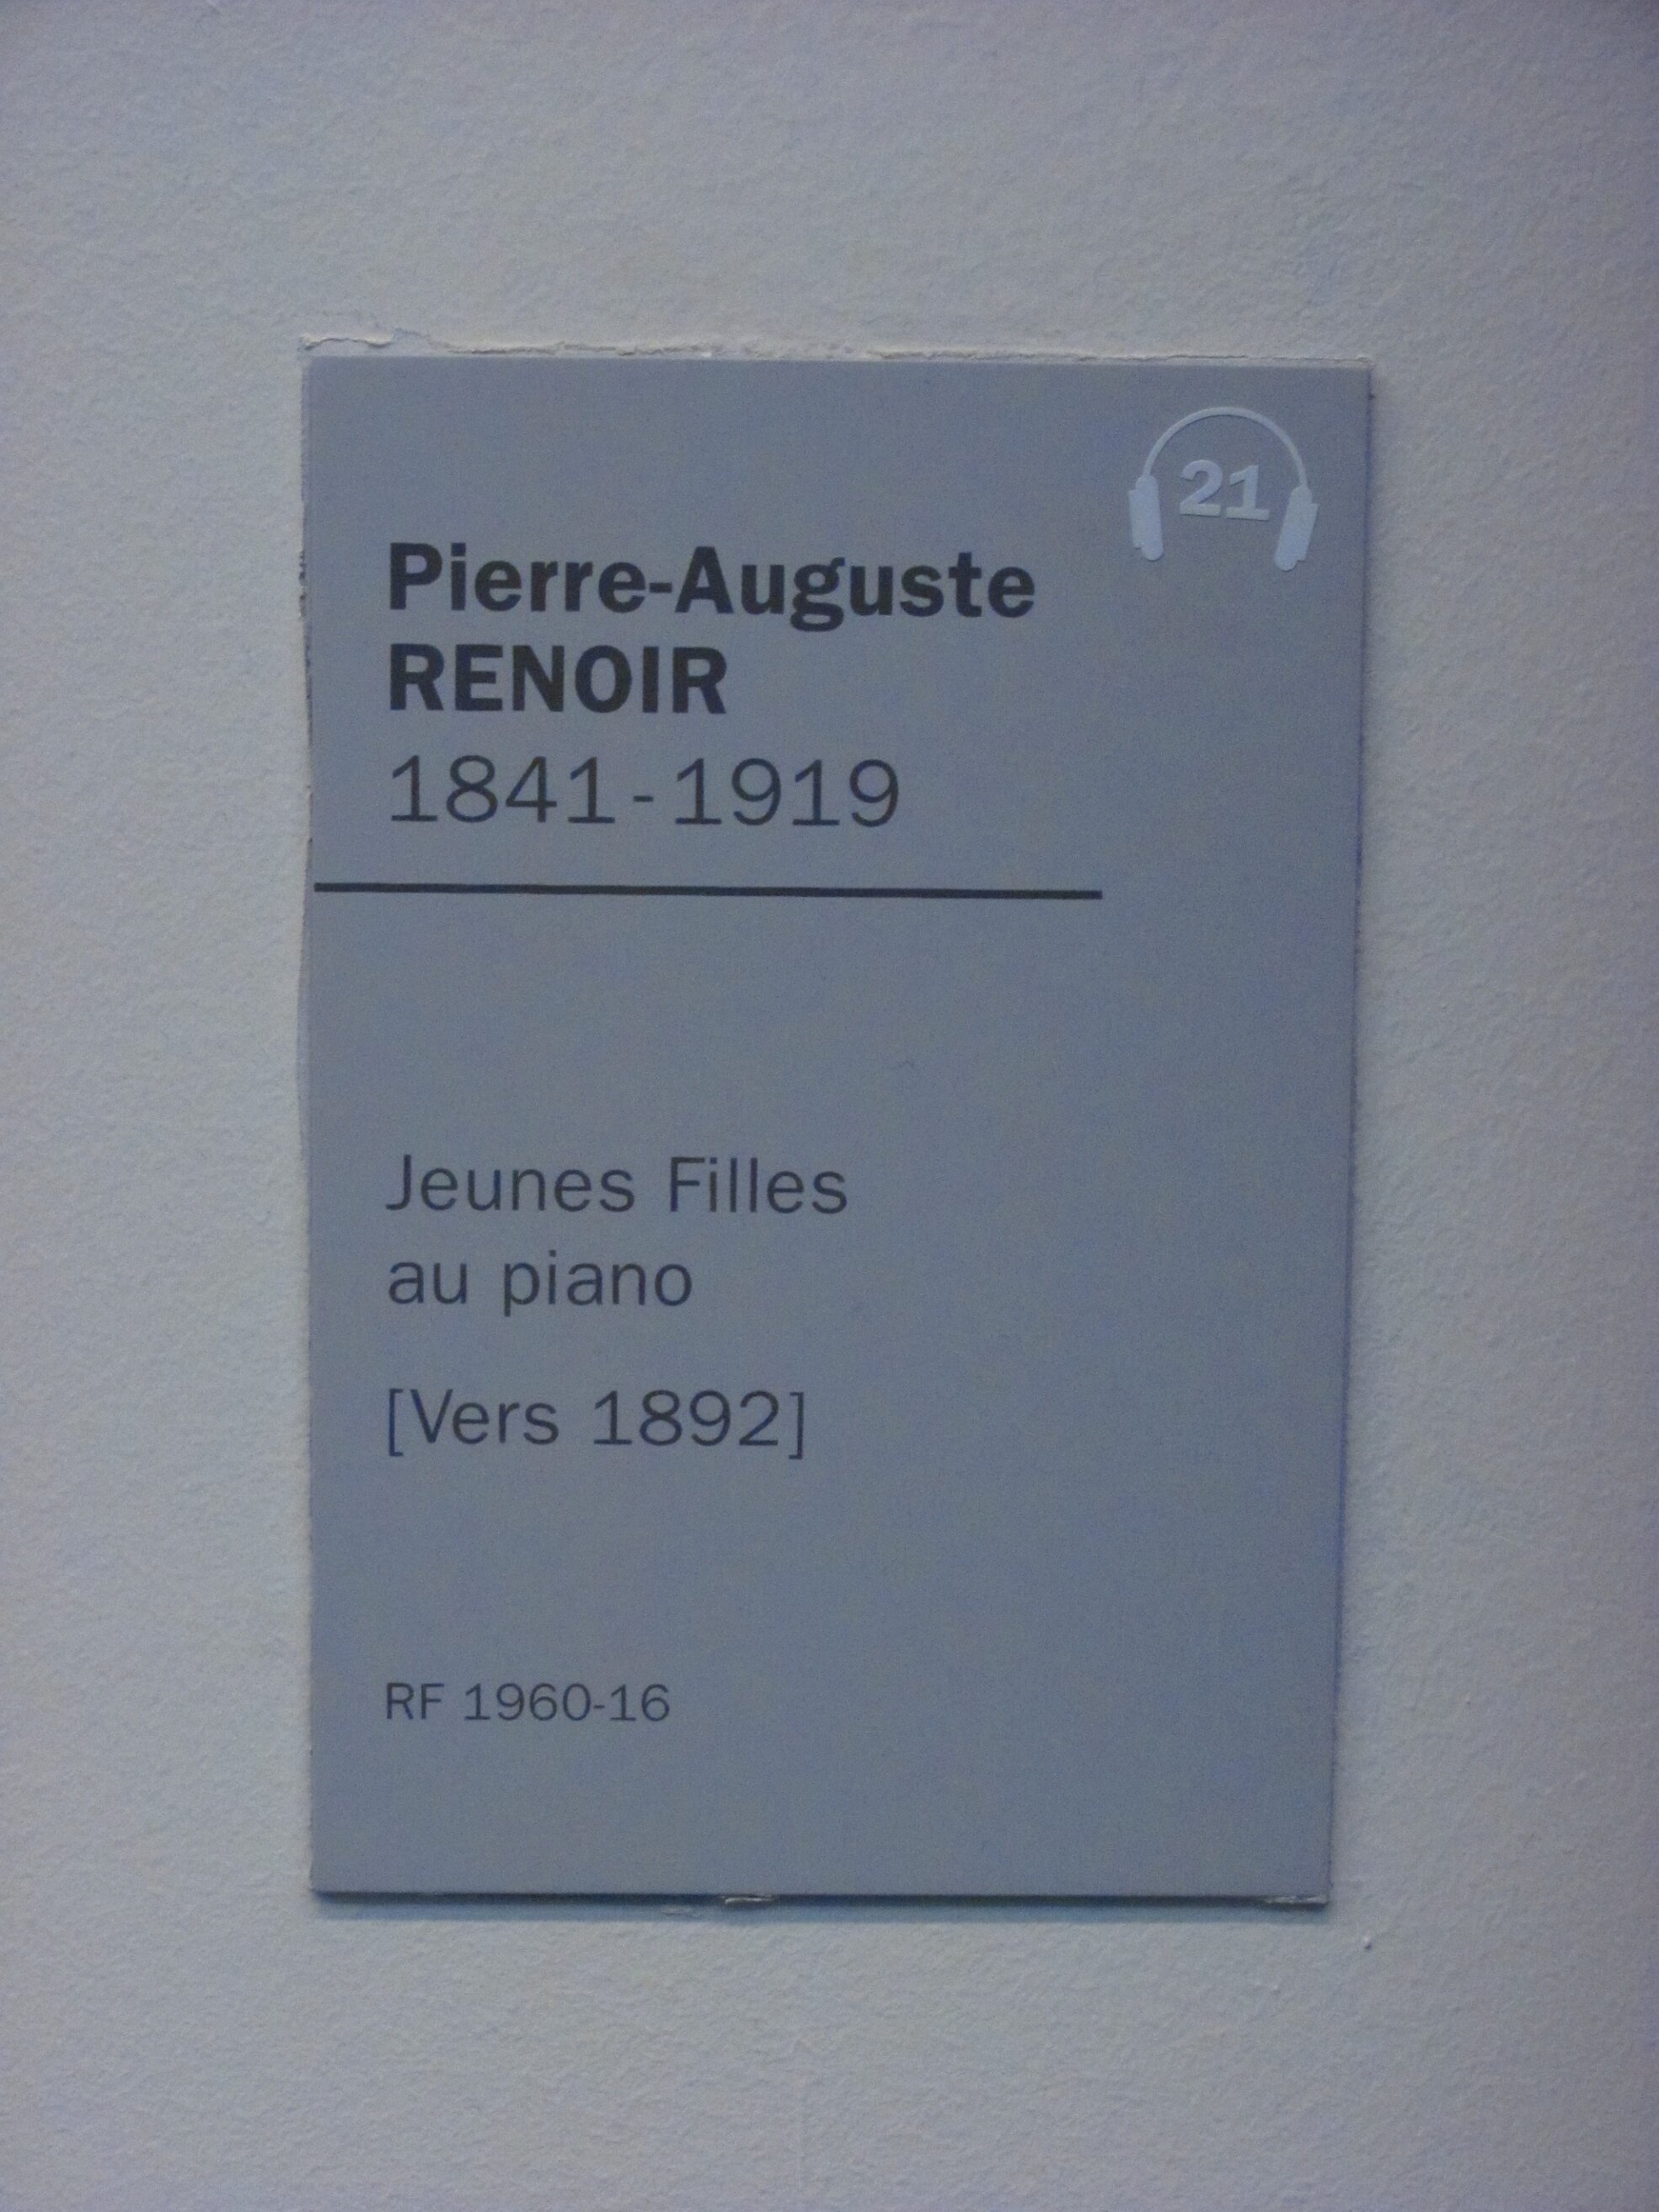 21
Pierre-Auguste
RENOIR
1841-1919
Jeunes Filles
au piano
[Vers 1892]
RF 1960-16